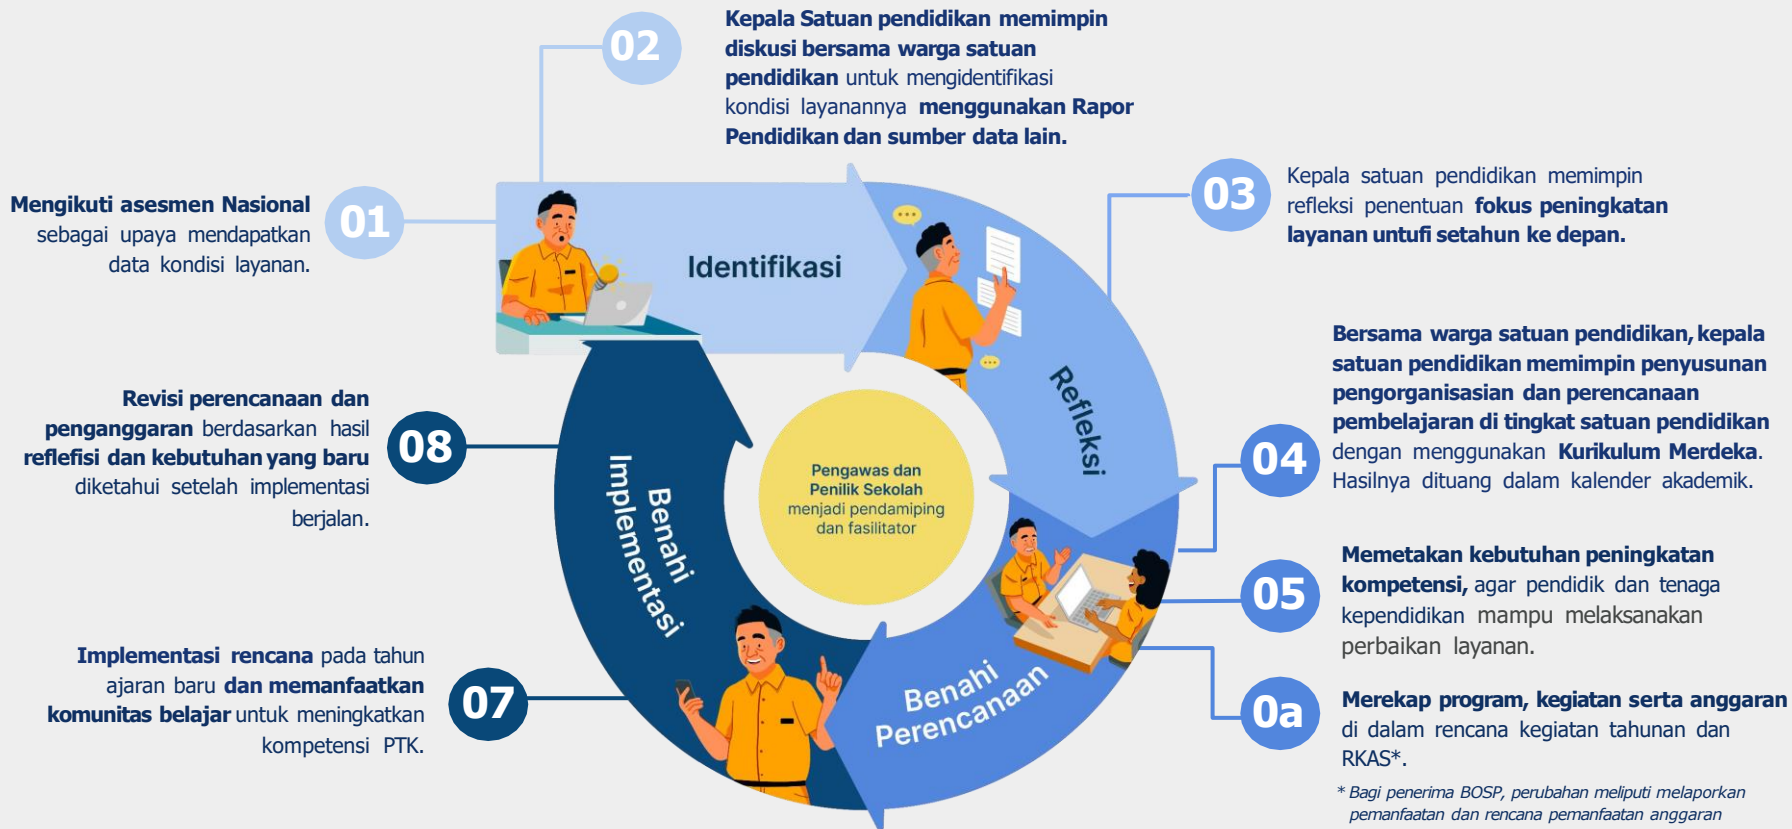 02
Kepala Satuan pendidikan memimpin
diskusi bersama warga satuan
pendidikan untuk mengidentifikasi
kondisi layanannya menggunakan Rapor
Pendidikan dan sumber data lain.
01
Mengikuti asesmen Nasional
sebagai upaya mendapatkan
data kondisi layanan.
Identifikasi
03
Kepala satuan pendidikan memimpin
refleksi penentuan fokus peningkatan
layanan untufi setahun ke depan.
Refleksi
04
Bersama warga satuan pendidikan, kepala
satuan pendidikan memimpin penyusunan
pengorganisasian dan perencanaan
pembelajaran di tingkat satuan pendidikan
dengan menggunakan Kurikulum Merdeka.
Hasilnya dituang dalam kalender akademik.
05
Memetakan kebutuhan peningkatan
kompetensi, agar pendidik dan tenaga
kependidikan mampu melaksanakan
perbaikan layanan.
0a
Merekap program, kegiatan serta anggaran
di dalam rencana kegiatan tahunan dan
RKAS*.
* Bagi penerima BOSP, perubahan meliputi melaporkan
pemanfaatan dan rencana pemanfaatan anggaran
Benahi
Perencanaan
07
Implementasi rencana pada tahun
ajaran baru dan memanfaatkan
komunitas belajar untuk meningkatkan
kompetensi PTK.
08
Revisi perencanaan dan
penganggaran berdasarkan hasil
reflefisi dan kebutuhan yang baru
diketahui setelah implementasi
berjalan.
Benahi
Implementasi
Pengawas dan
Penilik Sekolah
menjadi pendamiping
dan fasilitator